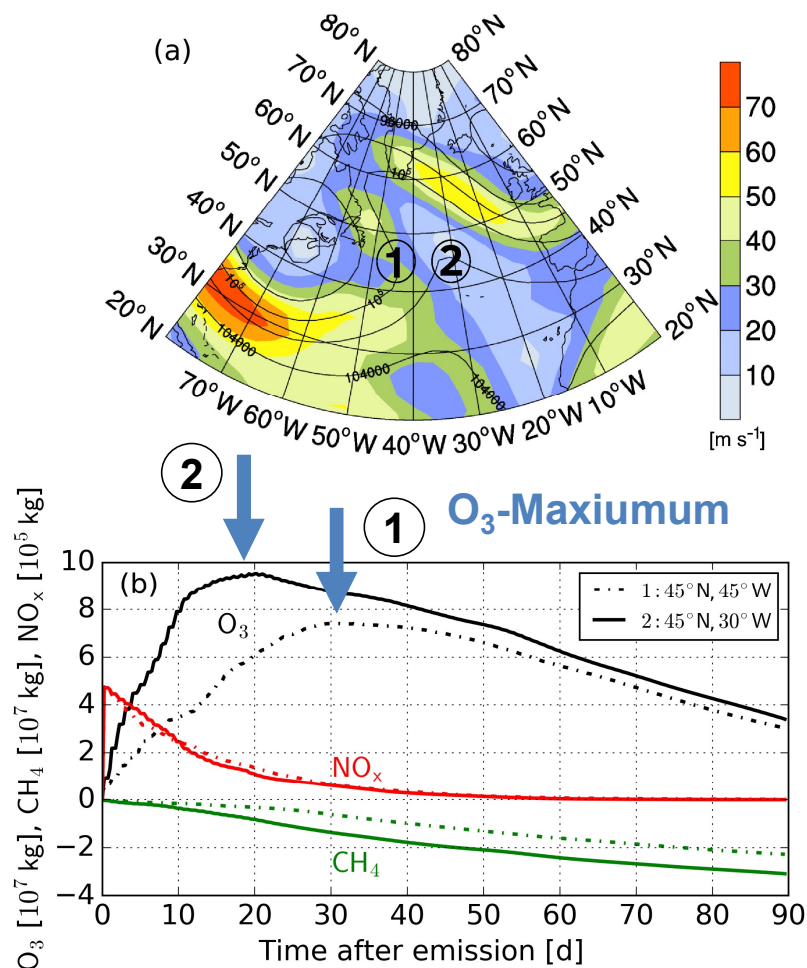 (a)
80°N
80°N
70°N
70°N
60°N
60°N
50°N
50°N
40°N
40°N
30°N
30°N
20°N
20°N
70°W 60°W 50°W 40°W 30°W 20°W 10°W
96000
10⁵
10⁵
10⁵
104000
104000
104000
1
2
70
60
50
40
30
20
10
[m s⁻¹]
2
1
O₃-Maxiumum
(b)
1:45°N, 45°W
2:45°N, 30°W
O₃
NOₓ
CH₄
10
8
6
4
2
0
−2
−4
0 10 20 30 40 50 60 70 80 90
Time after emission [d]
O₃ [10⁷ kg], CH₄ [10⁷ kg], NOₓ [10⁵ kg]